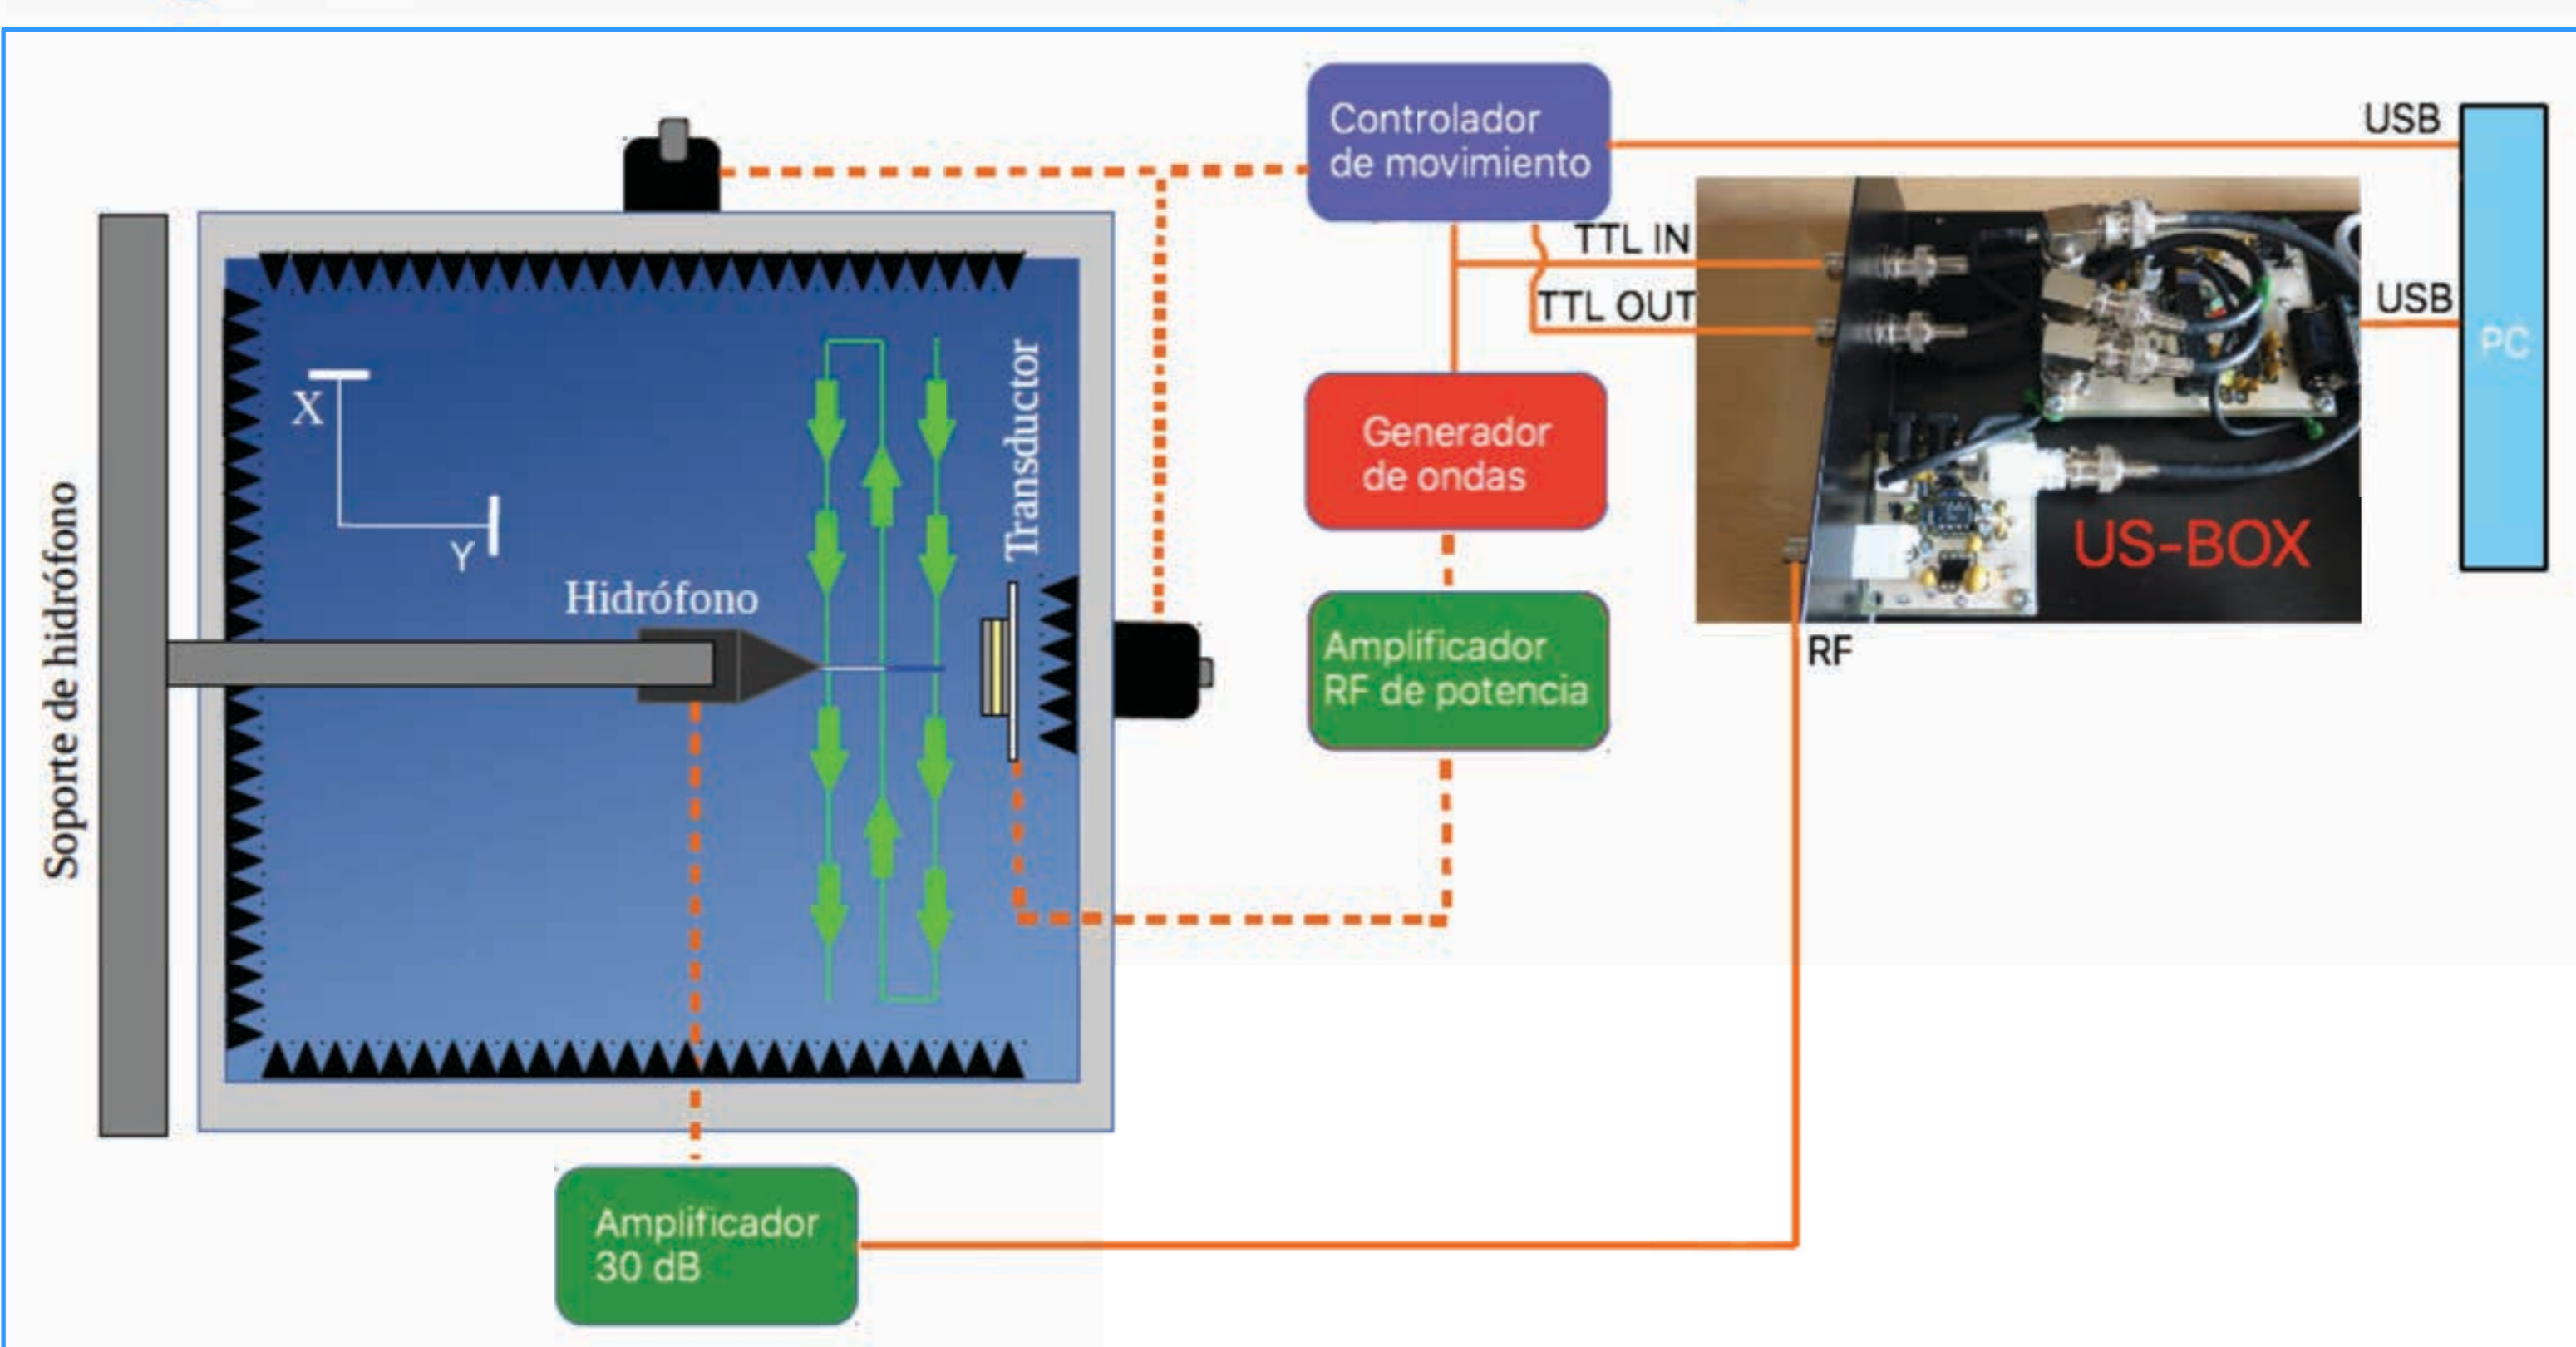 Controlador
de movimiento
USB
TTL IN
TTL OUT
USB
PC
X
Y
Transductor
Hidrófono
Soporte de hidrófono
Generador
de ondas
US-BOX
Amplificador
RF de potencia
RF
Amplificador
30 dB